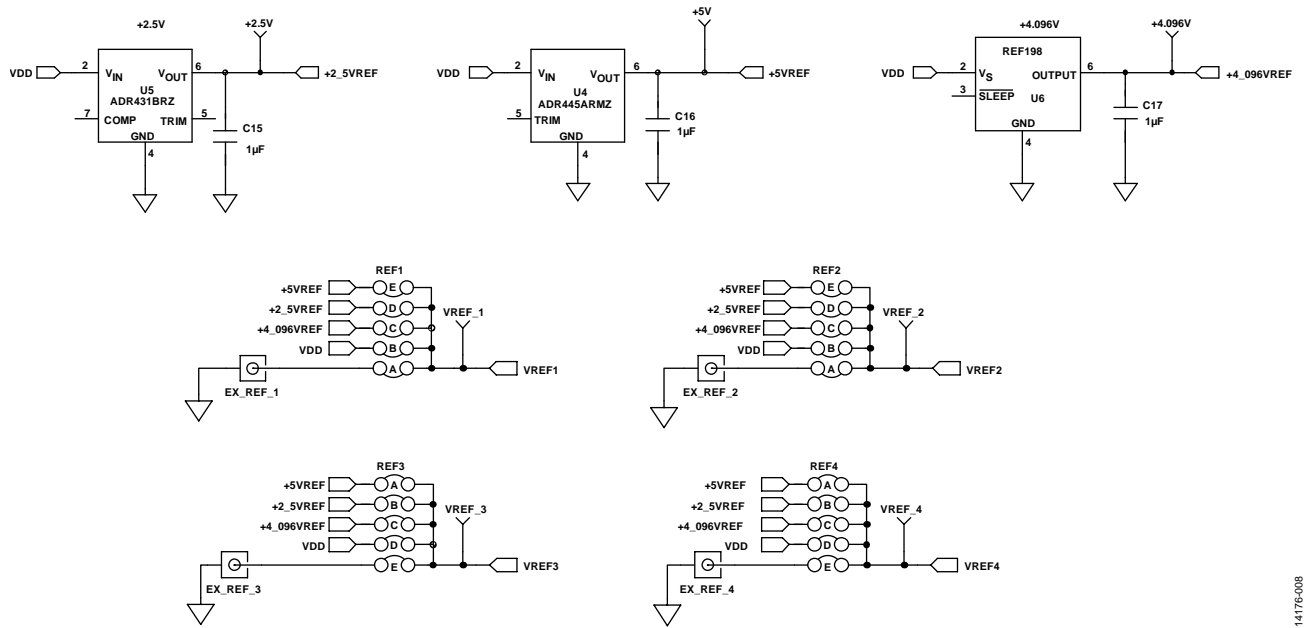 +2.5V
+2.5V
VDD
2
VIN
VOUT
6
+2_5VREF
U5
ADR431BRZ
7
COMP
TRIM
5
GND
4
C15
1µF
+5V
VDD
2
VIN
VOUT
6
+5VREF
U4
ADR445ARMZ
5
TRIM
GND
4
C16
1µF
+4.096V
+4.096V
REF198
VDD
2
VS
OUTPUT
6
+4_096VREF
3
SLEEP
U6
GND
4
C17
1µF
REF1
+5VREF
E
+2_5VREF
D
VREF_1
+4_096VREF
C
VDD
B
A
VREF1
EX_REF_1
REF2
+5VREF
E
+2_5VREF
D
VREF_2
+4_096VREF
C
VDD
B
A
VREF2
EX_REF_2
REF3
+5VREF
A
+2_5VREF
B
VREF_3
+4_096VREF
C
VDD
D
E
VREF3
EX_REF_3
REF4
+5VREF
A
+2_5VREF
B
VREF_4
+4_096VREF
C
VDD
D
E
VREF4
EX_REF_4
14176-008